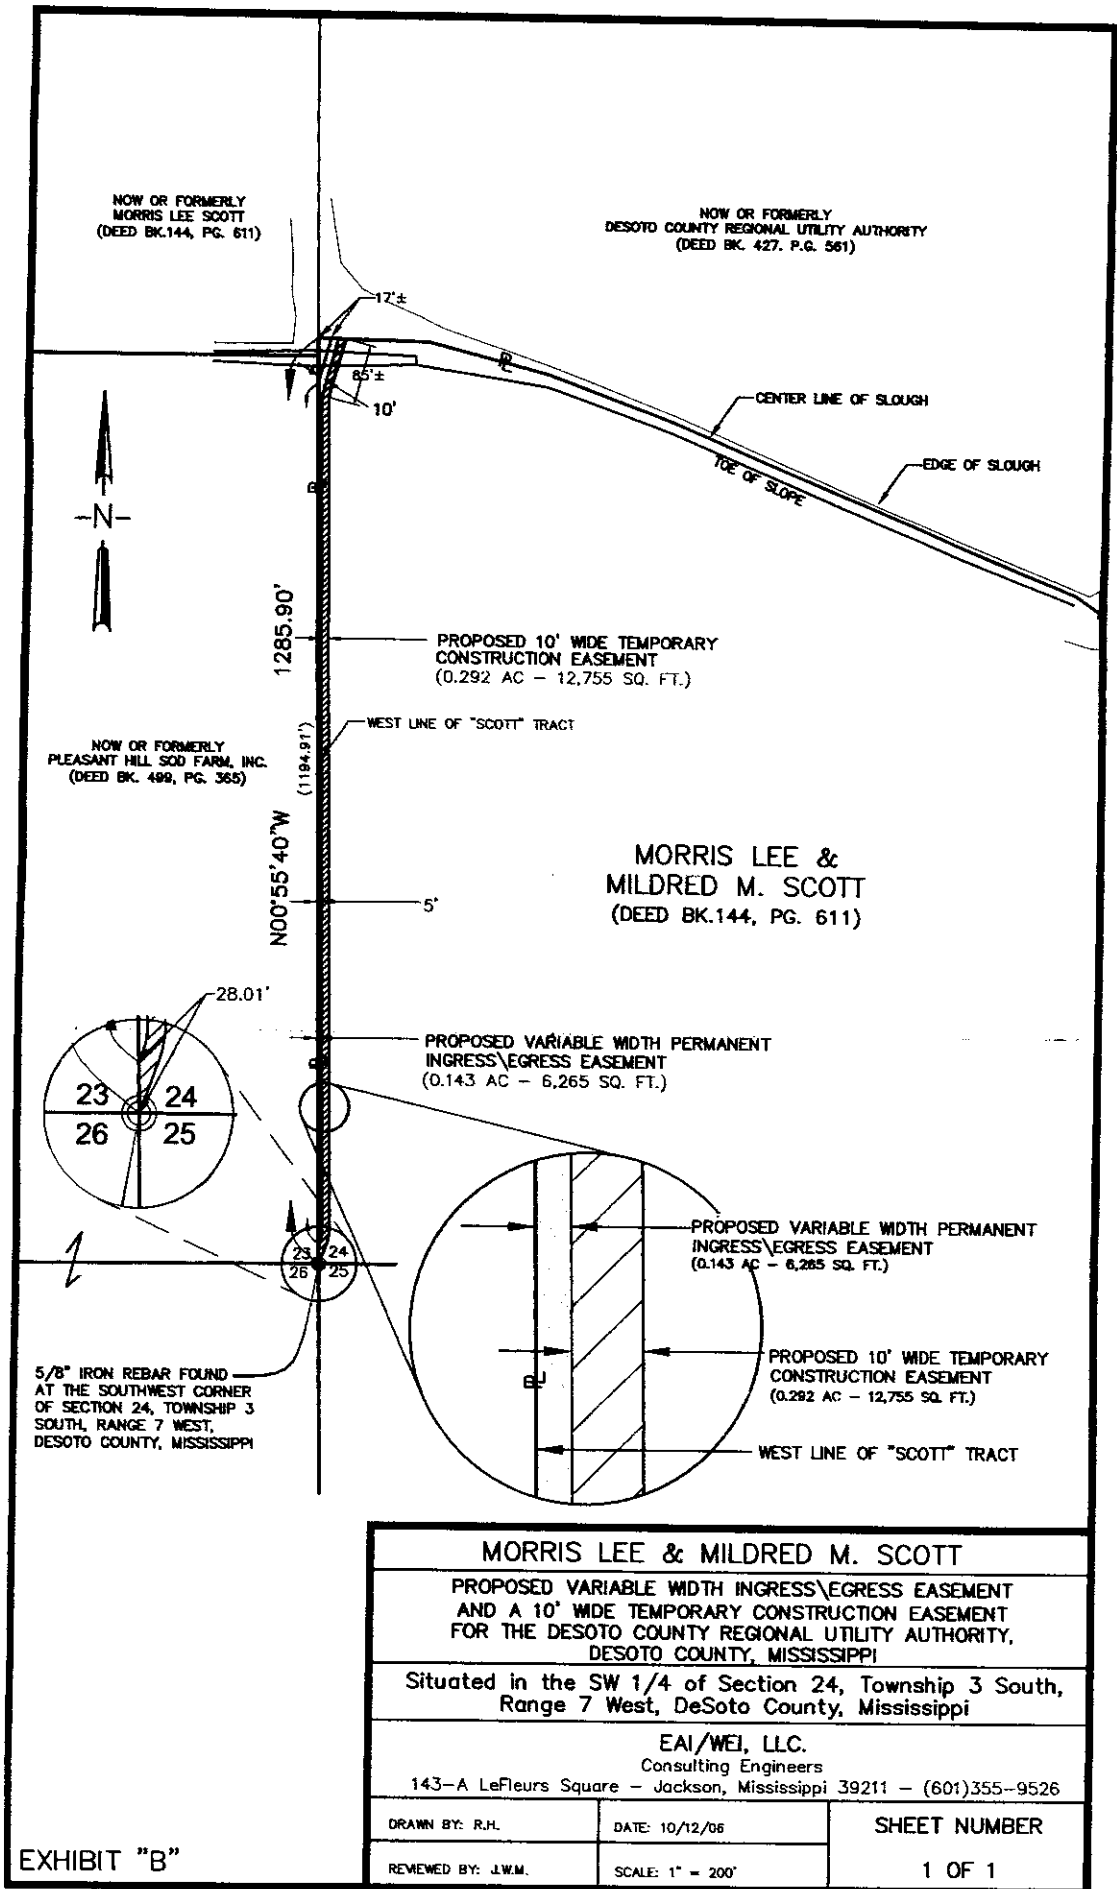 NOW OR FORMERLY
MORRIS LEE SCOTT
(DEED BK.144, PG. 611)
NOW OR FORMERLY
DESOTO COUNTY REGIONAL UTILITY AUTHORITY
(DEED BK. 427. P.G. 561)
17'±
85'±
10'
PL
CENTER LINE OF SLOUGH
EDGE OF SLOUGH
TOE OF SLOPE
-N-
PL
1285.90'
PROPOSED 10' WIDE TEMPORARY
CONSTRUCTION EASEMENT
(0.292 AC - 12,755 SQ. FT.)
WEST LINE OF "SCOTT" TRACT
(1194.91')
NOW OR FORMERLY
PLEASANT HILL SOD FARM, INC.
(DEED BK. 499, PG. 365)
N00°55'40"W
MORRIS LEE &
MILDRED M. SCOTT
(DEED BK.144, PG. 611)
5'
28.01'
PROPOSED VARIABLE WIDTH PERMANENT
INGRESS\EGRESS EASEMENT
(0.143 AC - 6,265 SQ. FT.)
23 24
26 25
PROPOSED VARIABLE WIDTH PERMANENT
INGRESS\EGRESS EASEMENT
(0.143 AC - 6,265 SQ. FT.)
23 24
26 25
PROPOSED 10' WIDE TEMPORARY
CONSTRUCTION EASEMENT
(0.292 AC - 12,755 SQ. FT.)
PL
WEST LINE OF "SCOTT" TRACT
5/8" IRON REBAR FOUND
AT THE SOUTHWEST CORNER
OF SECTION 24, TOWNSHIP 3
SOUTH, RANGE 7 WEST,
DESOTO COUNTY, MISSISSIPPI
MORRIS LEE & MILDRED M. SCOTT
PROPOSED VARIABLE WIDTH INGRESS\EGRESS EASEMENT
AND A 10' WIDE TEMPORARY CONSTRUCTION EASEMENT
FOR THE DESOTO COUNTY REGIONAL UTILITY AUTHORITY,
DESOTO COUNTY, MISSISSIPPI
Situated in the SW 1/4 of Section 24, Township 3 South,
Range 7 West, DeSoto County, Mississippi
EAI/WEI, LLC.
Consulting Engineers
143-A LeFleurs Square - Jackson, Mississippi 39211 - (601)355-9526
DRAWN BY: R.H.
DATE: 10/12/06
SHEET NUMBER
REVIEWED BY: J.W.M.
SCALE: 1" = 200'
1 OF 1
EXHIBIT "B"